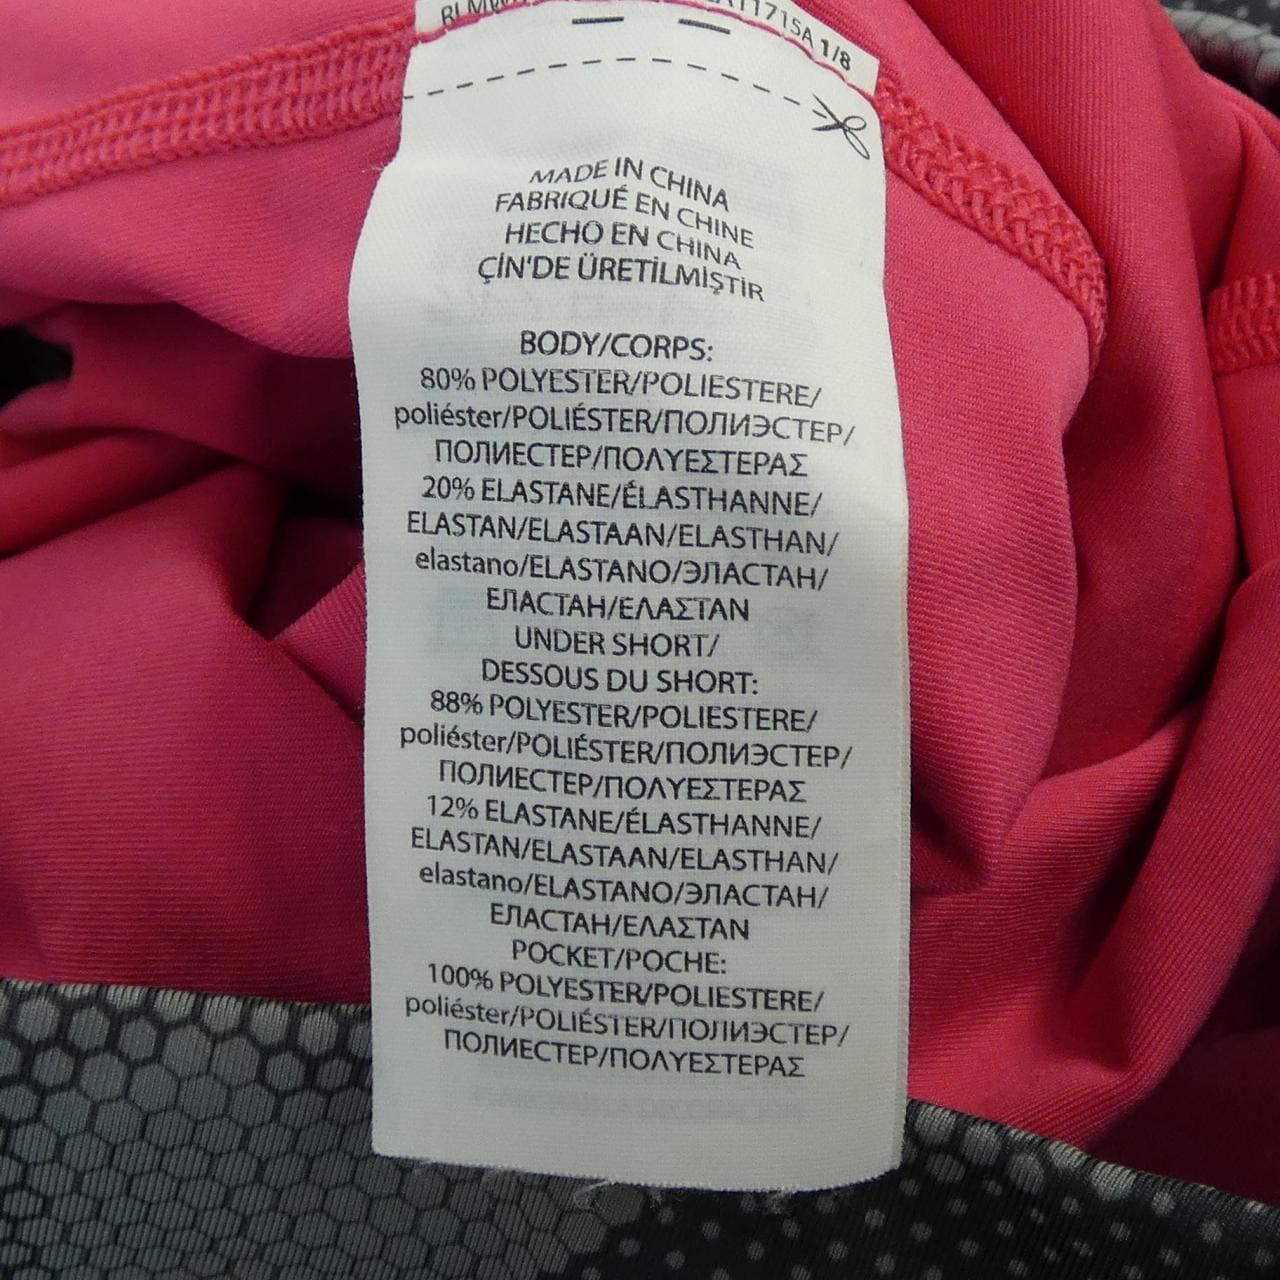 1/8
MADE IN CHINA
FABRIQUÉ EN CHINE
HECHO EN CHINA
ÇİN'DE ÜRETİLMİŞTİR
BODY/CORPS:
80% POLYESTER/POLIESTERE/
poliéster/POLIÉSTER/ПОЛИЭСТЕР/
ПОЛИЕСТЕР/ΠΟΛΥΕΣΤΕΡΑΣ
20% ELASTANE/ÉLASTHANNE/
ELASTAN/ELASTAAN/ELASTHAN/
elastano/ELASTANO/ЭЛАСТАН/
ЕЛАСТАН/ΕΛΑΣΤΑΝ
UNDER SHORT/
DESSOUS DU SHORT:
88% POLYESTER/POLIESTERE/
poliéster/POLIÉSTER/ПОЛИЭСТЕР/
ПОЛИЕСТЕР/ΠΟΛΥΕΣΤΕΡΑΣ
12% ELASTANE/ÉLASTHANNE/
ELASTAN/ELASTAAN/ELASTHAN/
elastano/ELASTANO/ЭЛАСТАН/
ЕЛАСТАН/ΕΛΑΣΤΑΝ
POCKET/POCHE:
100% POLYESTER/POLIESTERE/
poliéster/POLIÉSTER/ПОЛИЭСТЕР/
ПОЛИЕСТЕР/ΠΟΛΥΕΣΤΕΡΑΣ